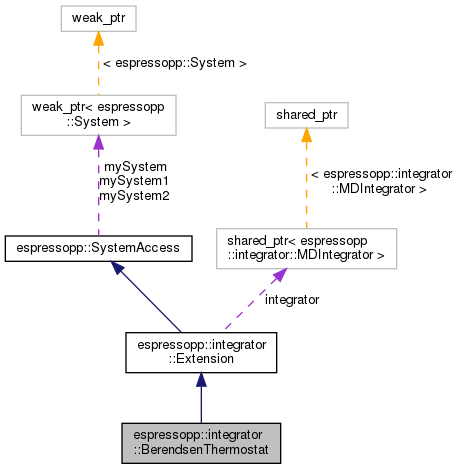 weak_ptr
< espressopp::System >
weak_ptr< espressopp
::System >
shared_ptr
mySystem
mySystem1
mySystem2
< espressopp::integrator
::MDIntegrator >
espressopp::SystemAccess
shared_ptr< espressopp
::integrator::MDIntegrator >
integrator
espressopp::integrator
::Extension
espressopp::integrator
::BerendsenThermostat